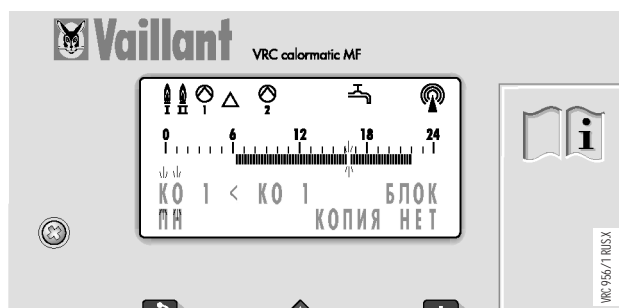 Vaillant
VRC calormatic MF
I II 1 2
0 6 12 18 24
КО 1 < КО 1 БЛОК
ПН КОПИЯ НЕТ
i
VRC 956/1 RUS.X